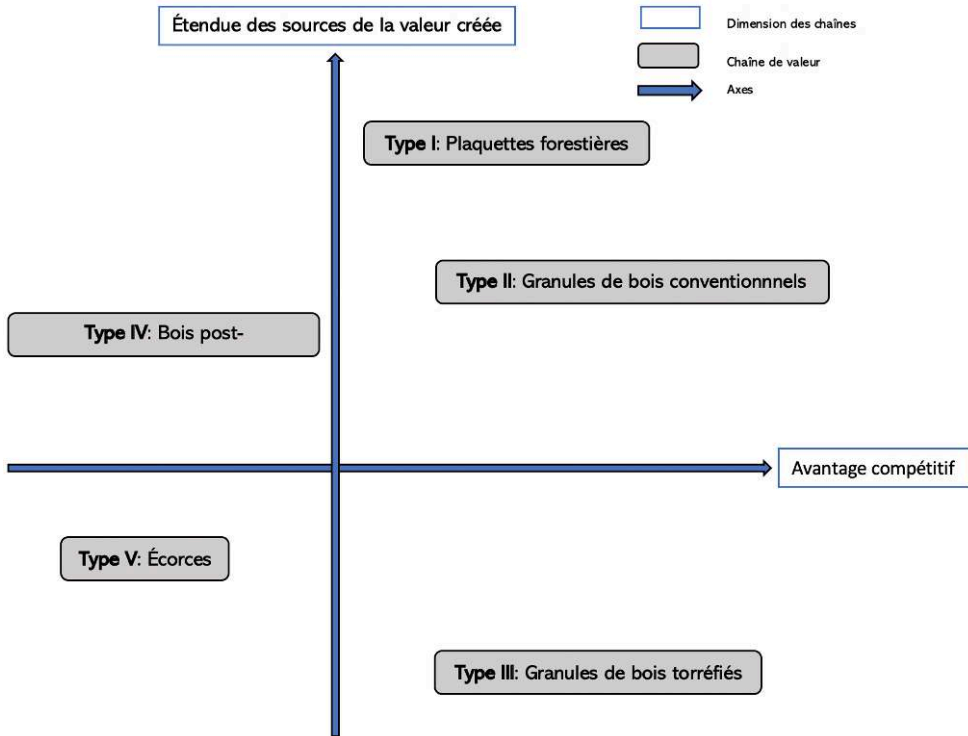 Étendue des sources de la valeur créée
Dimension des chaînes
Chaîne de valeur
Axes
Type I: Plaquettes forestières
Type II: Granules de bois conventionnnels
Type IV: Bois post-
Avantage compétitif
Type V: Écorces
Type III: Granules de bois torréfiés